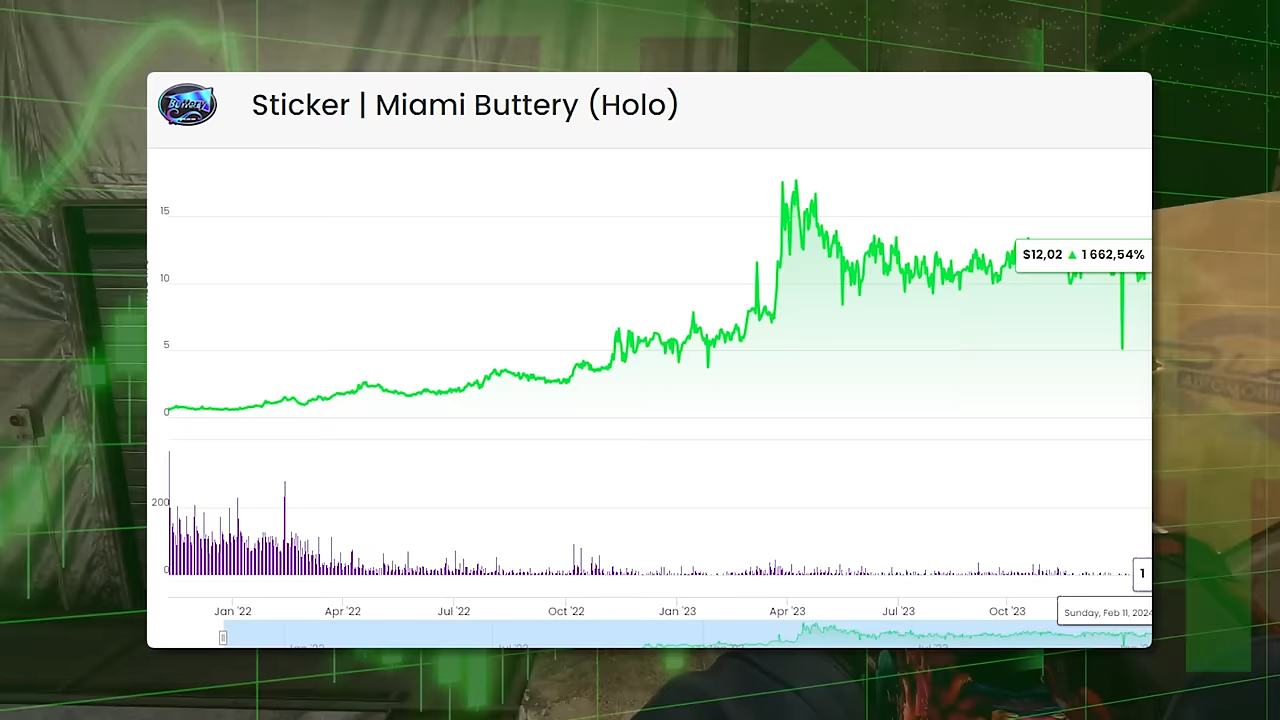 Buttery
Sticker | Miami Buttery (Holo)
15
10
5
0
$12,02 ▲ 1 662,54%
200
0
1
Jan '22
Apr '22
Jul '22
Oct '22
Jan '23
Apr '23
Jul '23
Oct '23
Sunday, Feb 11, 2024